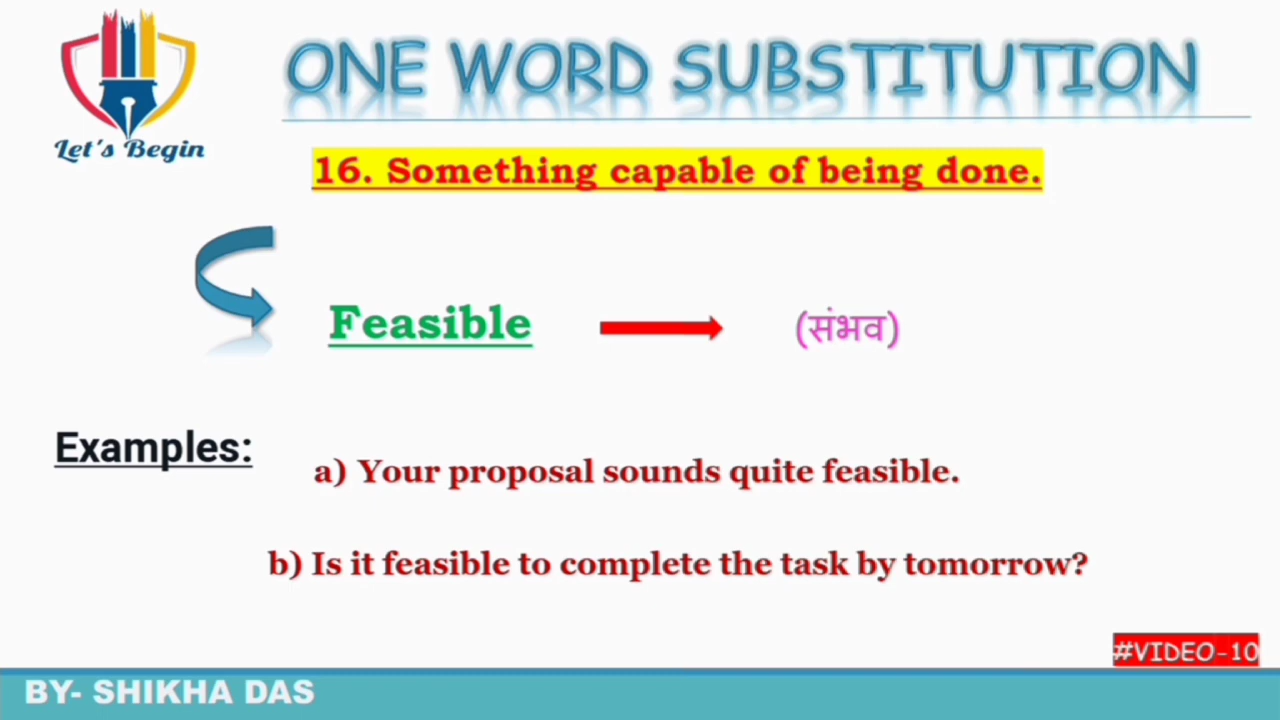 ONE WORD SUBSTITUTION
Let's Begin
16. Something capable of being done.
Feasible
(संभव)
Examples:
a) Your proposal sounds quite feasible.
b) Is it feasible to complete the task by tomorrow?
#VIDEO-10
BY- SHIKHA DAS